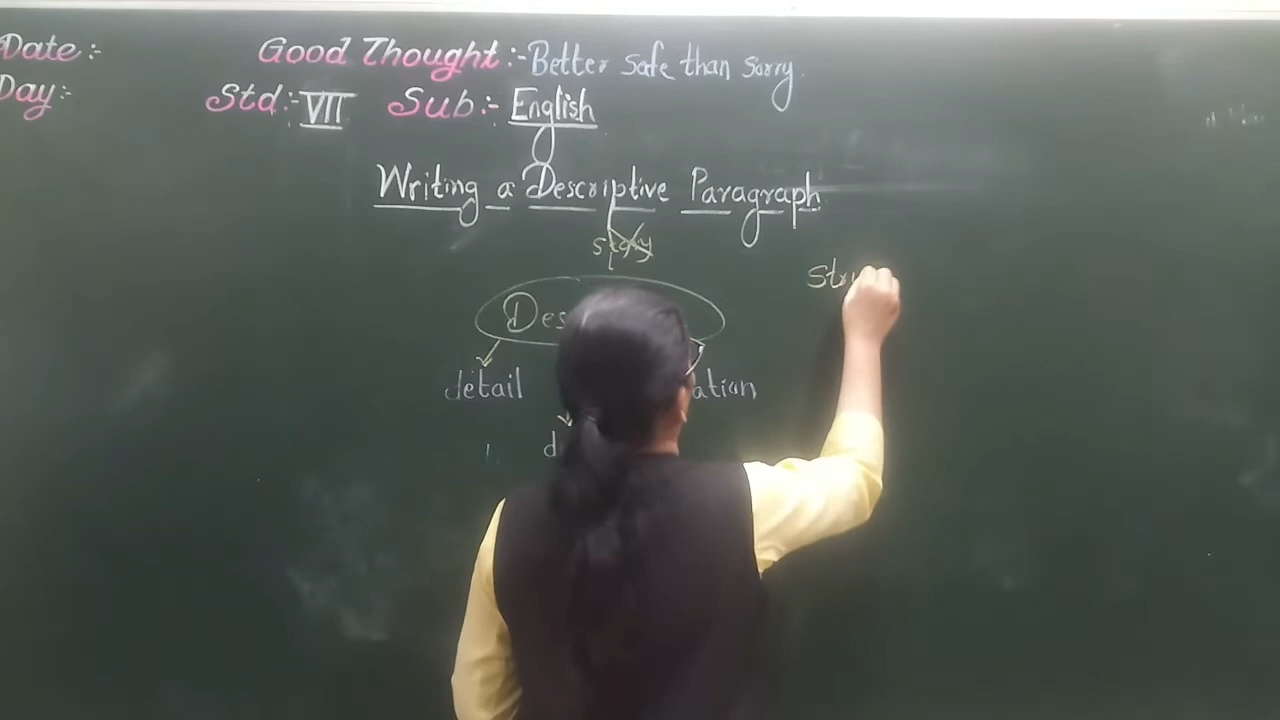 Date:- Good Thought:- Better safe than sorry.
Day:- Std:- VII Sub:- English
Writing a Descriptive Paragraph
story
detail